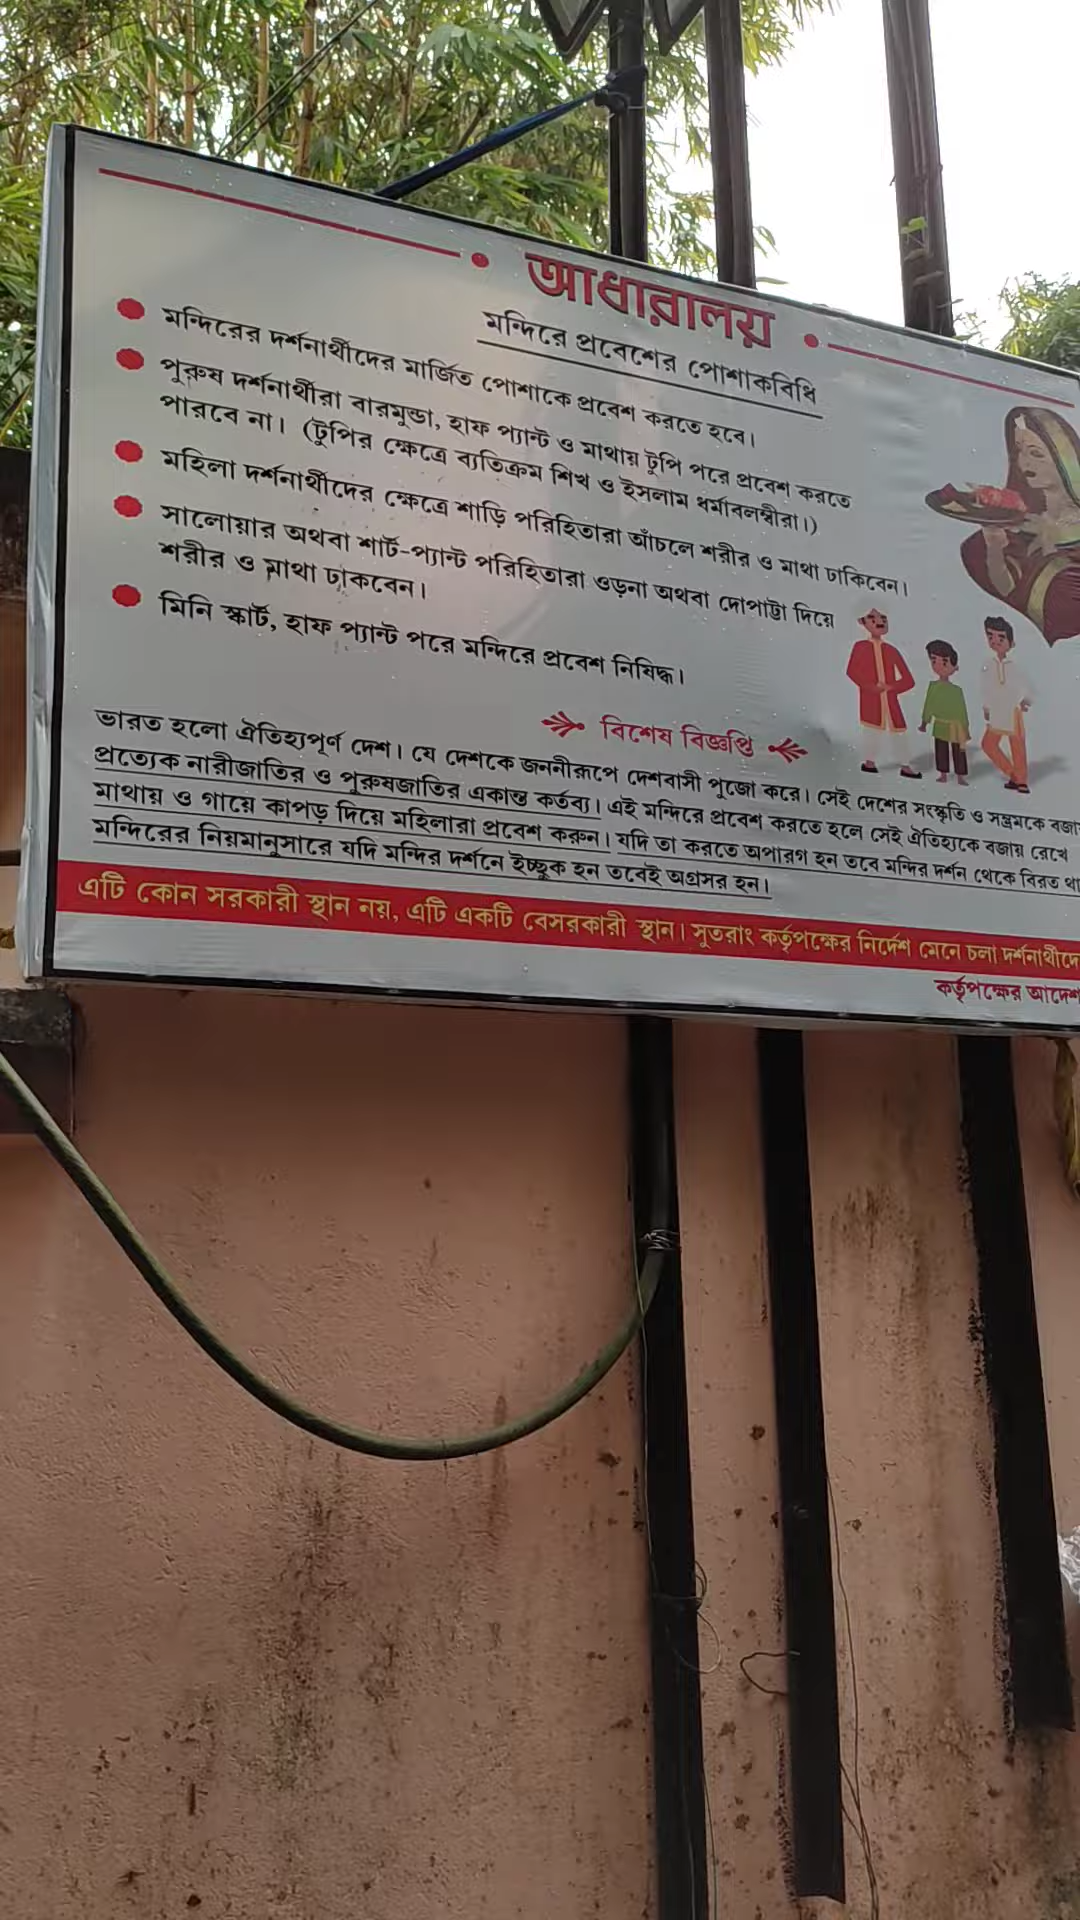 আধারালয়
মন্দিরে প্রবেশের পোশাকবিধি
মন্দিরের দর্শনার্থীদের মার্জিত পোশাকে প্রবেশ করতে হবে।
পুরুষ দর্শনার্থীরা বারমুন্ডা, হাফ প্যান্ট ও মাথায় টুপি পরে প্রবেশ করতে
পারবে না। (টুপির ক্ষেত্রে ব্যতিক্রম শিখ ও ইসলাম ধর্মাবলম্বীরা।)
মহিলা দর্শনার্থীদের ক্ষেত্রে শাড়ি পরিহিতারা আঁচলে শরীর ও মাথা ঢাকিবেন।
সালোয়ার অথবা শার্ট-প্যান্ট পরিহিতারা ওড়না অথবা দোপাট্টা দিয়ে
শরীর ও মাথা ঢাকবেন।
মিনি স্কার্ট, হাফ প্যান্ট পরে মন্দিরে প্রবেশ নিষিদ্ধ।
বিশেষ বিজ্ঞপ্তি
ভারত হলো ঐতিহ্যপূর্ণ দেশ। যে দেশকে জননীরূপে দেশবাসী পুজো করে। সেই দেশের সংস্কৃতি ও সম্ভ্রমকে বজা
প্রত্যেক নারীজাতির ও পুরুষজাতির একান্ত কর্তব্য। এই মন্দিরে প্রবেশ করতে হলে সেই ঐতিহ্যকে বজায় রেখে
মাথায় ও গায়ে কাপড় দিয়ে মহিলারা প্রবেশ করুন। যদি তা করতে অপারগ হন তবে মন্দির দর্শন থেকে বিরত থা
মন্দিরের নিয়মানুসারে যদি মন্দির দর্শনে ইচ্ছুক হন তবেই অগ্রসর হন।
এটি কোন সরকারী স্থান নয়, এটি একটি বেসরকারী স্থান। সুতরাং কর্তৃপক্ষের নির্দেশ মেনে চলা দর্শনার্থীদে
কর্তৃপক্ষের আদেশ